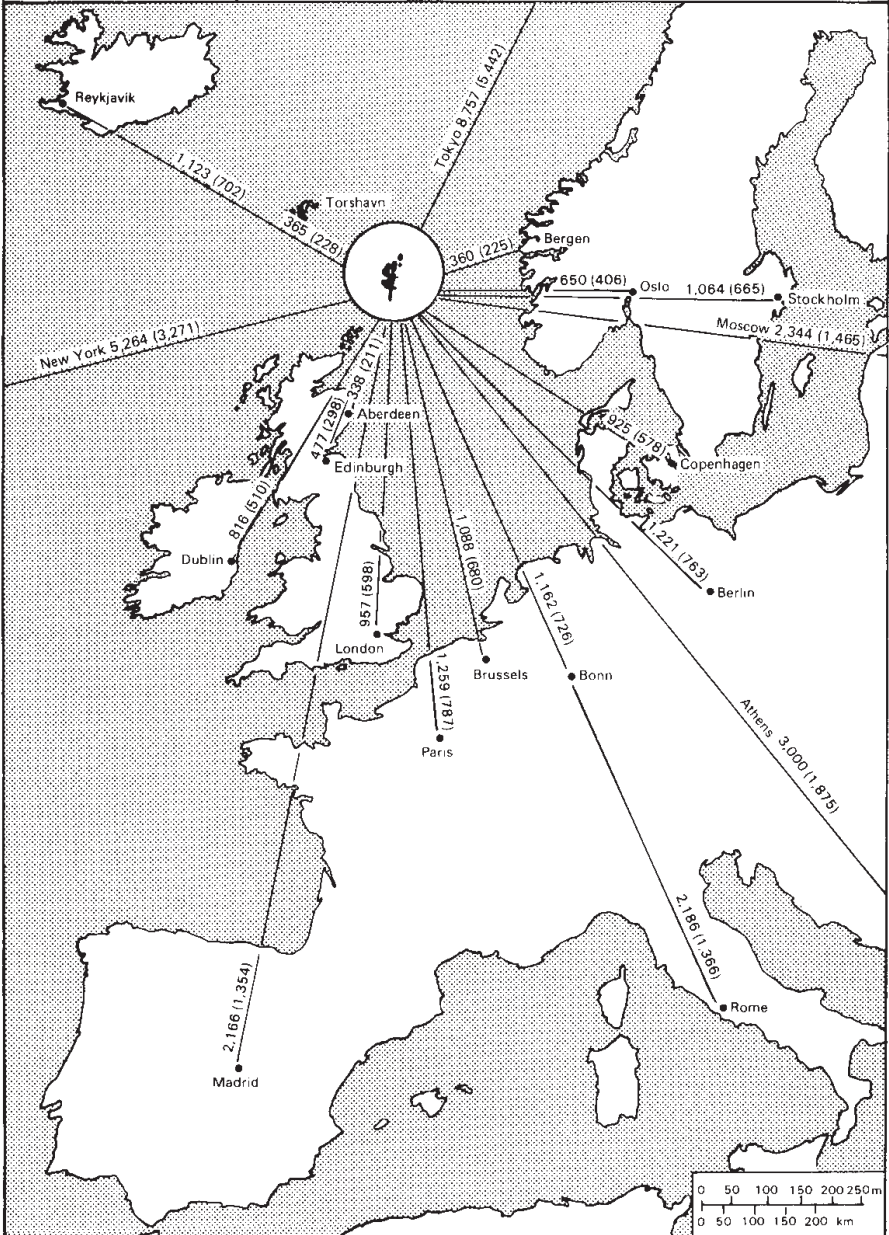 Reykjavik
Tokyo 8,757 (5,442)
1,123 (702)
Torshavn
365 (228)
360 (225)
Bergen
650 (406)
Oslo
1,064 (665)
Stockholm
Moscow 2,344 (1,465)
New York 5,264 (3,271)
338 (211)
Aberdeen
477 (298)
Edinburgh
925 (578)
Copenhagen
816 (510)
Dublin
1,088 (680)
1,221 (763)
Berlin
957 (598)
London
1,162 (726)
Brussels
Bonn
1,259 (787)
Paris
Athens 3,000 (1,875)
2,186 (1,366)
Rome
2,166 (1,354)
Madrid
0 50 100 150 200 250m
0 50 100 150 200 km